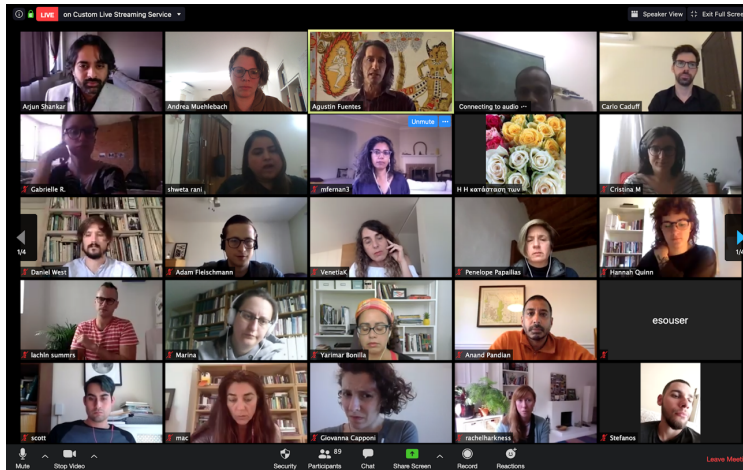 LIVE on Custom Live Streaming Service
Speaker View Exit Full Scree
Arjun Shankar
Andrea Muehlebach
Agustin Fuentes
Connecting to audio ···
Carlo Caduff
Unmute ···
Gabrielle R.
shweta rani
mfernan3
Η Η κατάσταση των
Cristina M
1/4
1/4
Daniel West
Adam Fleischmann
VenetiaK
Penelope Papailias
Hannah Quinn
lachln summrs
Marina
Yarimar Bonilla
Anand Pandian
esouser
scott
mac
Giovanna Capponi
rachelharkness
Stefanos
89
Mute Stop Video Security Participants Chat Share Screen Record Reactions Leave Meeti